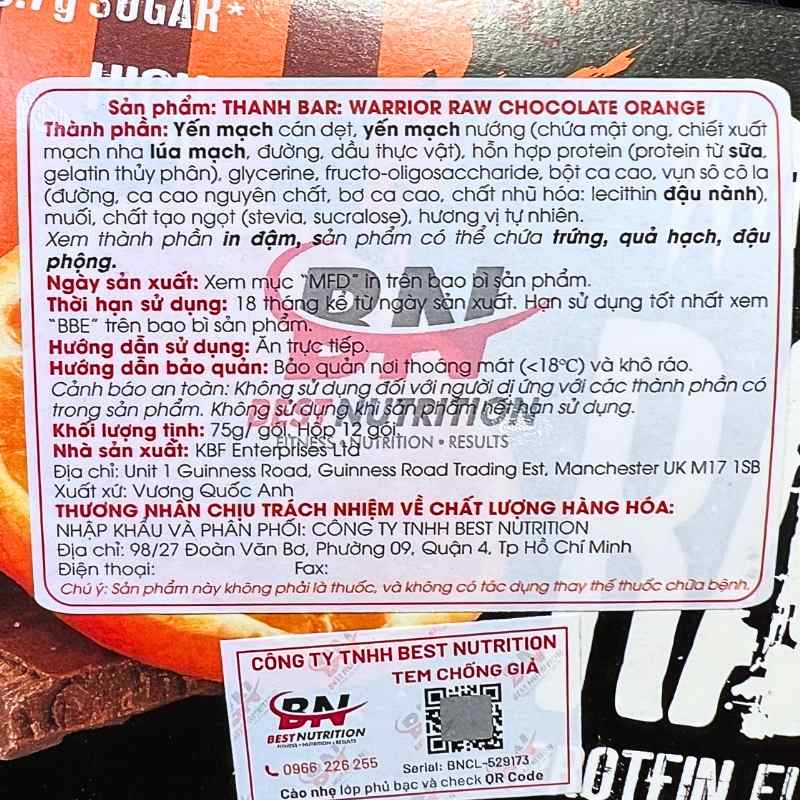 .7g SUGAR*
HIGH
Sản phẩm: THANH BAR: WARRIOR RAW CHOCOLATE ORANGE
Thành phần: Yến mạch cán dẹt, yến mạch nướng (chứa mật ong, chiết xuất
mạch nha lúa mạch, đường, dầu thực vật), hỗn hợp protein (protein từ sữa,
gelatin thủy phân), glycerine, fructo-oligosaccharide, bột ca cao, vụn sô cô la
(đường, ca cao nguyên chất, bơ ca cao, chất nhũ hóa: lecithin đậu nành),
muối, chất tạo ngọt (stevia, sucralose), hương vị tự nhiên.
Xem thành phần in đậm, sản phẩm có thể chứa trứng, quả hạch, đậu
phộng.
Ngày sản xuất: Xem mục "MFD" in trên bao bì sản phẩm.
Thời hạn sử dụng: 18 tháng kể từ ngày sản xuất. Hạn sử dụng tốt nhất xem
"BBE" trên bao bì sản phẩm.
Hướng dẫn sử dụng: Ăn trực tiếp.
Hướng dẫn bảo quản: Bảo quản nơi thoáng mát (<18℃) và khô ráo.
Cảnh báo an toàn: Không sử dụng đối với người dị ứng với các thành phần có
trong sản phẩm. Không sử dụng khi sản phẩm hết hạn sử dụng.
Khối lượng tịnh: 75g/ gói. Hộp 12 gói.
Nhà sản xuất: KBF Enterprises Ltd
Địa chỉ: Unit 1 Guinness Road, Guinness Road Trading Est, Manchester UK M17 1SB
Xuất xứ: Vương Quốc Anh
THƯƠNG NHÂN CHỊU TRÁCH NHIỆM VỀ CHẤT LƯỢNG HÀNG HÓA:
NHẬP KHẨU VÀ PHÂN PHỐI: CÔNG TY TNHH BEST NUTRITION
Địa chỉ: 98/27 Đoàn Văn Bơ, Phường 09, Quận 4, Tp Hồ Chí Minh
Điện thoại: Fax:
Chú ý: Sản phẩm này không phải là thuốc, và không có tác dụng thay thế thuốc chữa bệnh.
BN
BEST NUTRITION
FITNESS • NUTRITION • RESULTS
CÔNG TY TNHH BEST NUTRITION
TEM CHỐNG GIẢ
BN
BEST NUTRITION
FITNESS • NUTRITION • RESULTS
0966 226 255
Serial: BNCL-529173
Cào nhẹ lớp phủ bạc và check QR Code
PROTEIN